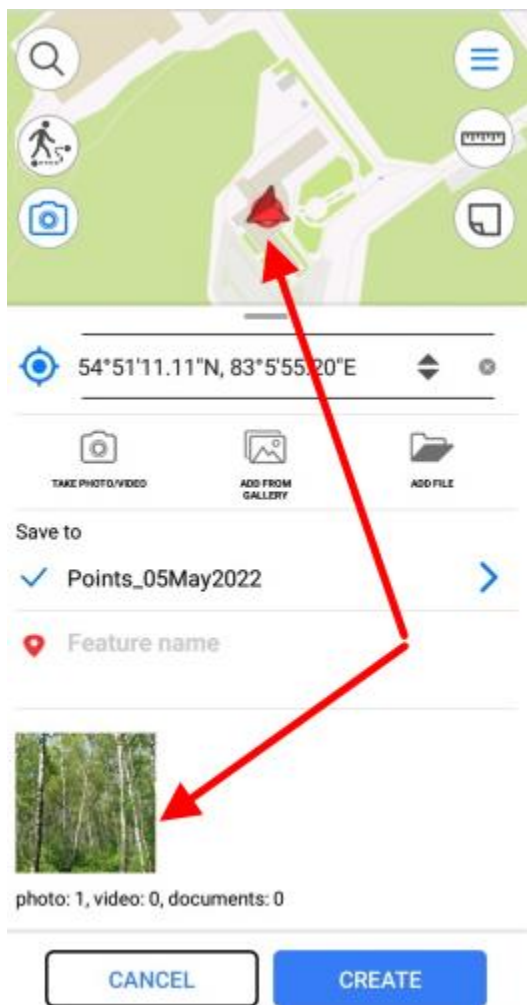 54°51'11.11"N, 83°5'55.20"E
TAKE PHOTO/VIDEO
ADD FROM
GALLERY
ADD FILE
Save to
Points_05May2022
Feature name
photo: 1, video: 0, documents: 0
CANCEL
CREATE